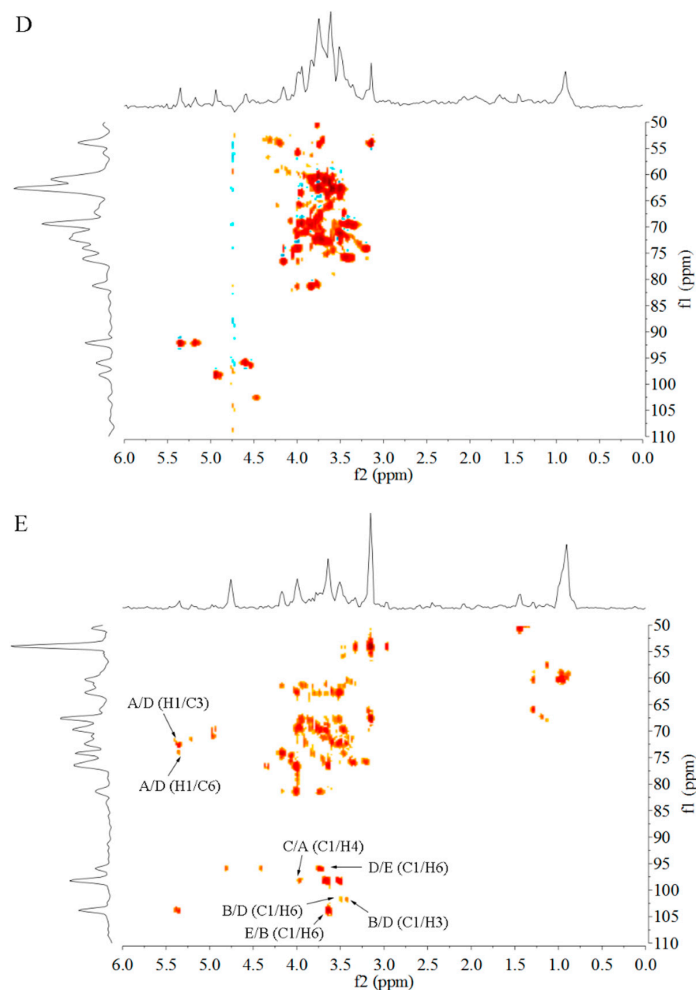 D
50
55
60
65
70
75
80
85
90
95
100
105
110
f1 (ppm)
6.0 5.5 5.0 4.5 4.0 3.5 3.0 2.5 2.0 1.5 1.0 0.5 0.0
f2 (ppm)
E
50
55
60
65
70
75
80
85
90
95
100
105
110
f1 (ppm)
A/D (H1/C3)
A/D (H1/C6)
C/A (C1/H4)
D/E (C1/H6)
B/D (C1/H6)
B/D (C1/H3)
E/B (C1/H6)
6.0 5.5 5.0 4.5 4.0 3.5 3.0 2.5 2.0 1.5 1.0 0.5 0.0
f2 (ppm)